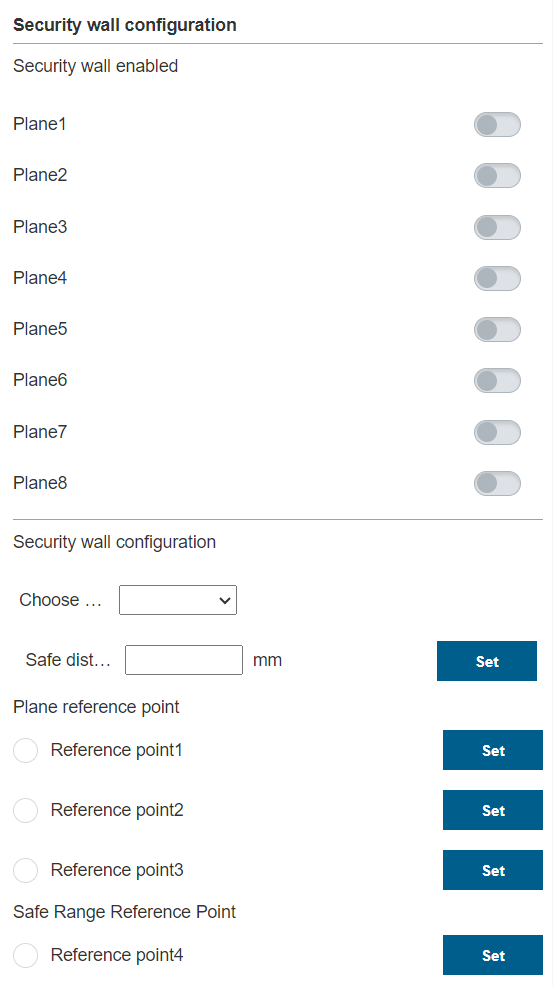 Security wall configuration
Security wall enabled
Plane1
Plane2
Plane3
Plane4
Plane5
Plane6
Plane7
Plane8
Security wall configuration
Choose …
Safe dist… mm Set
Plane reference point
Reference point1 Set
Reference point2 Set
Reference point3 Set
Safe Range Reference Point
Reference point4 Set